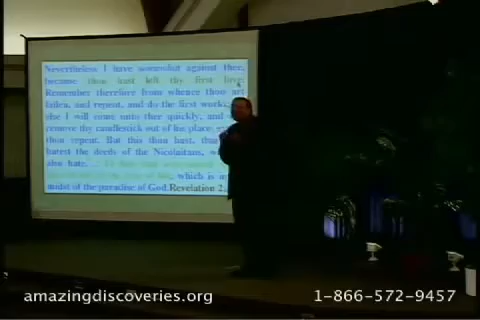 Nevertheless I have somewhat against thee,
because thou hast left thy first love.
Remember therefore from whence thou art
fallen, and repent, and do the first works;
else I will come unto thee quickly, and
remove thy candlestick out of his place,
thou repent. But this thou hast,
hatest the deeds of the Nicolaitans,
also hate.
, which is in
midst of the paradise of God.Revelation 2
amazingdiscoveries.org
1-866-572-9457